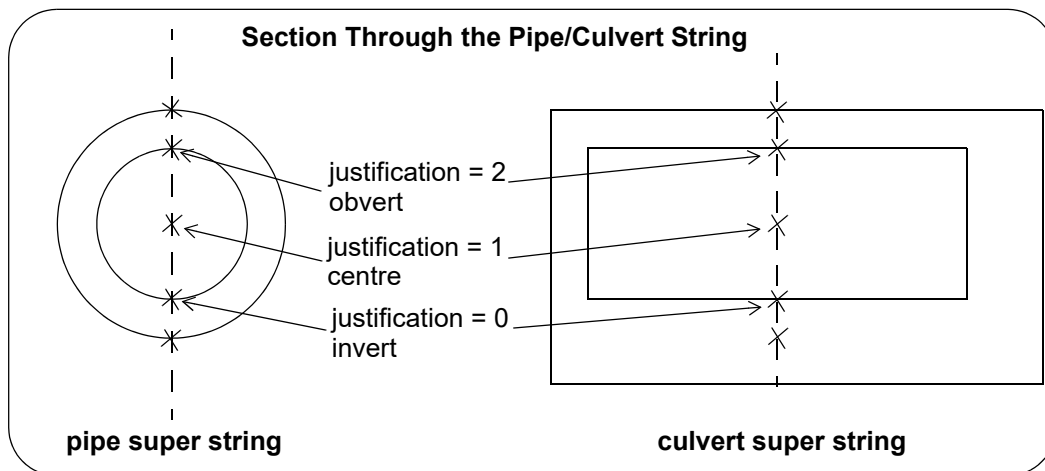 Section Through the Pipe/Culvert String
justification = 2
obvert
justification = 1
centre
justification = 0
invert
pipe super string
culvert super string